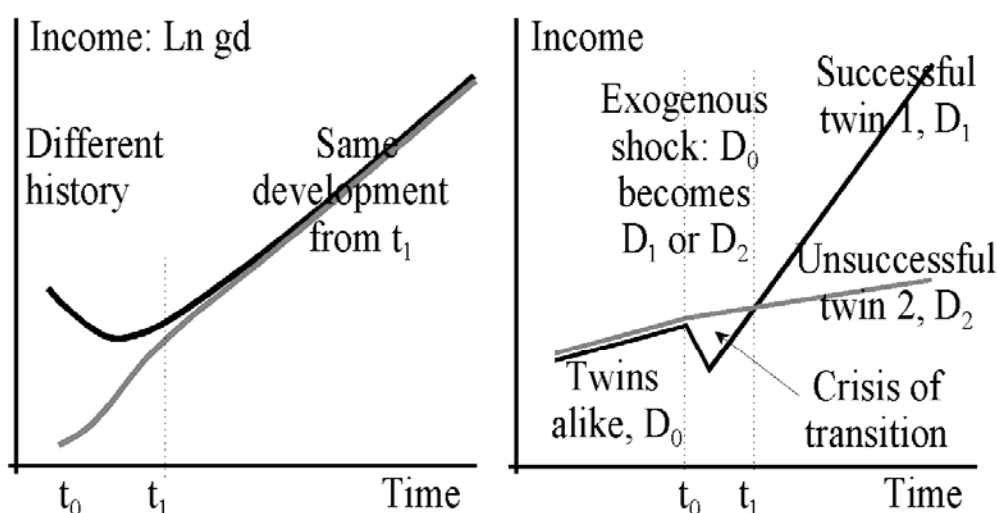 Income: Ln gd
Different
history
Same
development
from t₁
t₀
t₁
Time
Income
Exogenous
shock: D₀
becomes
D₁ or D₂
Successful
twin 1, D₁
Unsuccessful
twin 2, D₂
Twins
alike, D₀
Crisis of
transition
t₀
t₁
Time